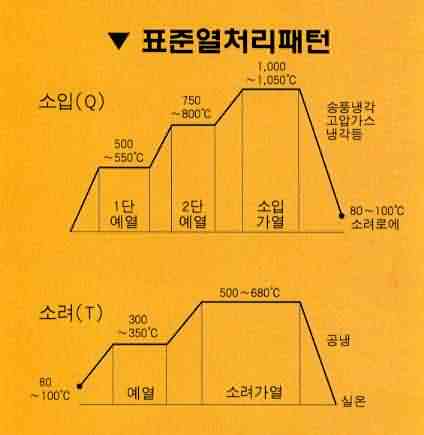 ▼ 표준열처리패턴
소입(Q)
500
~550℃
750
~800℃
1,000
~1,050℃
송풍냉각
고압가스
냉각등
1단
예열
2단
예열
소입
가열
80~100℃
소려로에
소려(T)
80
~100℃
300
~350℃
500~680℃
공냉
예열
소려가열
실온